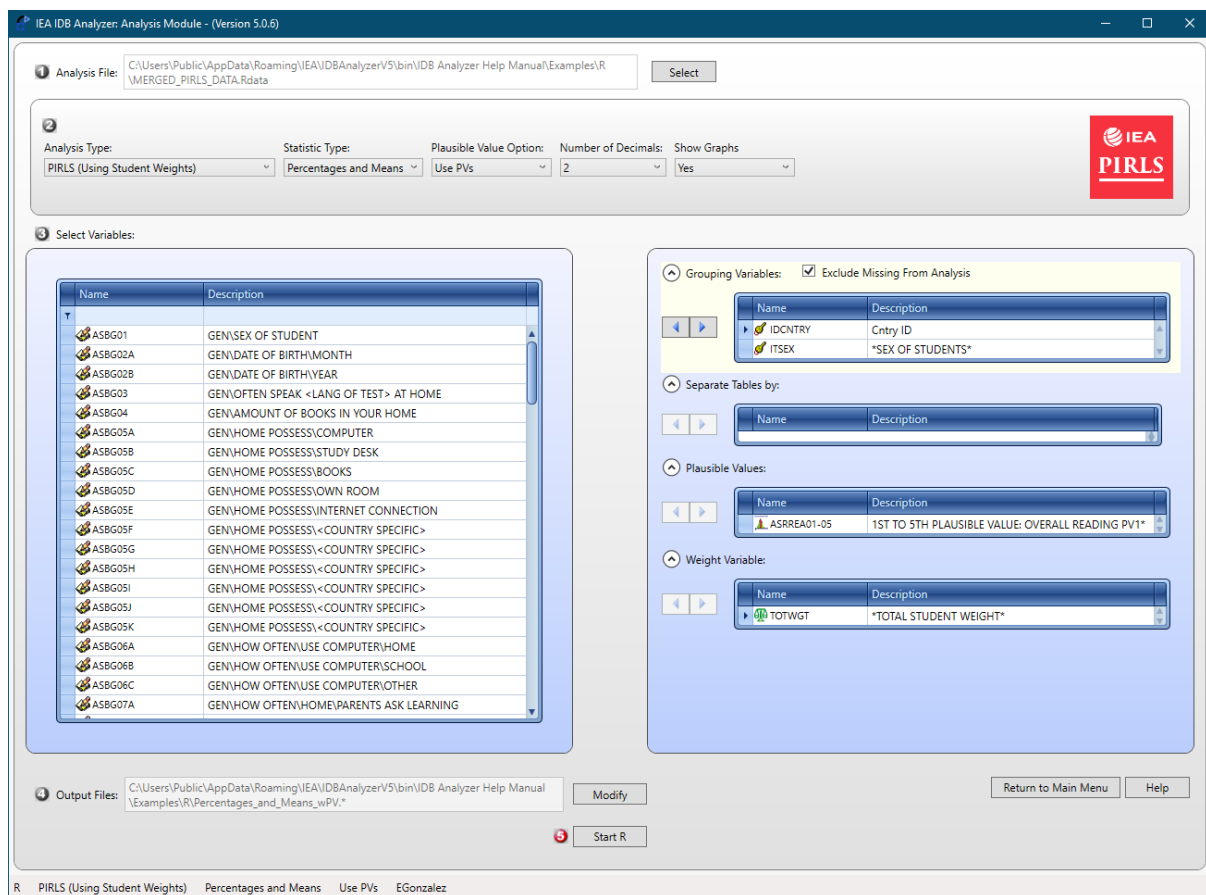 IEA IDB Analyzer: Analysis Module - (Version 5.0.6)
1 Analysis File:
C:\Users\Public\AppData\Roaming\IEA\IDBAnalyzerV5\bin\IDB Analyzer Help Manual\Examples\R
\MERGED_PIRLS_DATA.Rdata
Select
2
Analysis Type: Statistic Type: Plausible Value Option: Number of Decimals: Show Graphs
PIRLS (Using Student Weights) Percentages and Means Use PVs 2 Yes
IEA
PIRLS
3 Select Variables:
Name Description
ASBG01 GEN\SEX OF STUDENT
ASBG02A GEN\DATE OF BIRTH\MONTH
ASBG02B GEN\DATE OF BIRTH\YEAR
ASBG03 GEN\OFTEN SPEAK <LANG OF TEST> AT HOME
ASBG04 GEN\AMOUNT OF BOOKS IN YOUR HOME
ASBG05A GEN\HOME POSSESS\COMPUTER
ASBG05B GEN\HOME POSSESS\STUDY DESK
ASBG05C GEN\HOME POSSESS\BOOKS
ASBG05D GEN\HOME POSSESS\OWN ROOM
ASBG05E GEN\HOME POSSESS\INTERNET CONNECTION
ASBG05F GEN\HOME POSSESS\<COUNTRY SPECIFIC>
ASBG05G GEN\HOME POSSESS\<COUNTRY SPECIFIC>
ASBG05H GEN\HOME POSSESS\<COUNTRY SPECIFIC>
ASBG05I GEN\HOME POSSESS\<COUNTRY SPECIFIC>
ASBG05J GEN\HOME POSSESS\<COUNTRY SPECIFIC>
ASBG05K GEN\HOME POSSESS\<COUNTRY SPECIFIC>
ASBG06A GEN\HOW OFTEN\USE COMPUTER\HOME
ASBG06B GEN\HOW OFTEN\USE COMPUTER\SCHOOL
ASBG06C GEN\HOW OFTEN\USE COMPUTER\OTHER
ASBG07A GEN\HOW OFTEN\HOME\PARENTS ASK LEARNING
Grouping Variables: Exclude Missing From Analysis
Name Description
IDCNTRY Cntry ID
ITSEX *SEX OF STUDENTS*
Separate Tables by:
Name Description
Plausible Values:
Name Description
ASRREA01-05 1ST TO 5TH PLAUSIBLE VALUE: OVERALL READING PV1*
Weight Variable:
Name Description
TOTWGT *TOTAL STUDENT WEIGHT*
4 Output Files:
C:\Users\Public\AppData\Roaming\IEA\IDBAnalyzerV5\bin\IDB Analyzer Help Manual
\Examples\R\Percentages_and_Means_wPV.*
Modify
Return to Main Menu Help
5 Start R
R PIRLS (Using Student Weights) Percentages and Means Use PVs EGonzalez